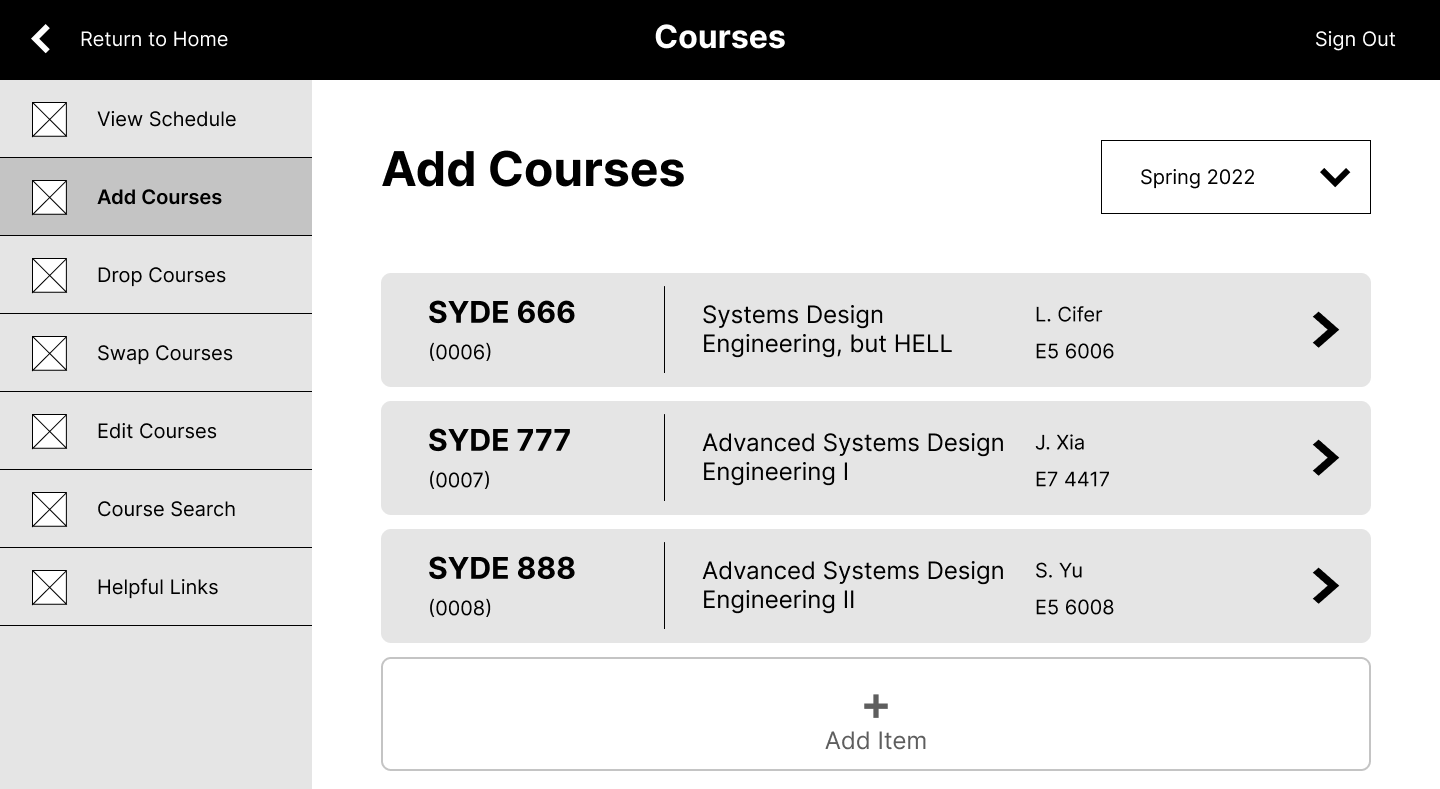 Return to Home
Courses
Sign Out
View Schedule
Add Courses
Drop Courses
Swap Courses
Edit Courses
Course Search
Helpful Links
Add Courses
Spring 2022
SYDE 666
(0006)
Systems Design
Engineering, but HELL
L. Cifer
E5 6006
SYDE 777
(0007)
Advanced Systems Design
Engineering I
J. Xia
E7 4417
SYDE 888
(0008)
Advanced Systems Design
Engineering II
S. Yu
E5 6008
+
Add Item